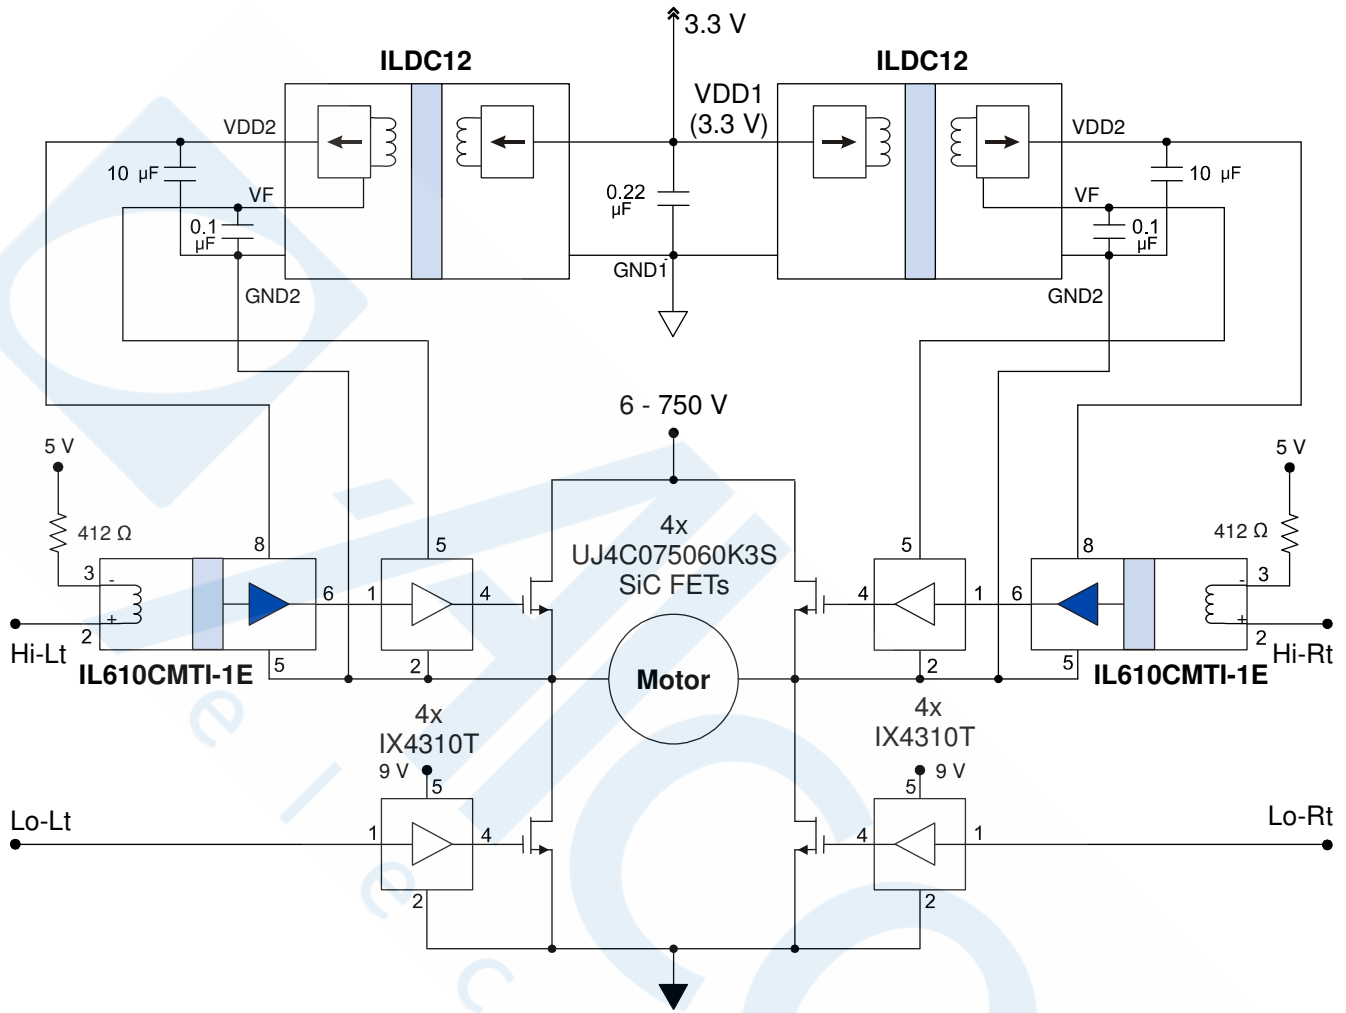 3.3 V
ILDC12
ILDC12
VDD1
(3.3 V)
VDD2
VDD2
10 µF
VF
0.1
µF
0.22
µF
VF
0.1
µF
10 µF
GND1
GND2
GND2
6 - 750 V
5 V
5 V
412 Ω
412 Ω
4x
UJ4C075060K3S
SiC FETs
8
5
5
8
3
-
+
2
6
1
4
4
1
6
-
3
+
2
Hi-Lt
5
2
Motor
2
5
Hi-Rt
IL610CMTI-1E
IL610CMTI-1E
4x
IX4310T
4x
IX4310T
9 V
5
5
9 V
Lo-Lt
1
4
4
1
Lo-Rt
2
2
e l e c